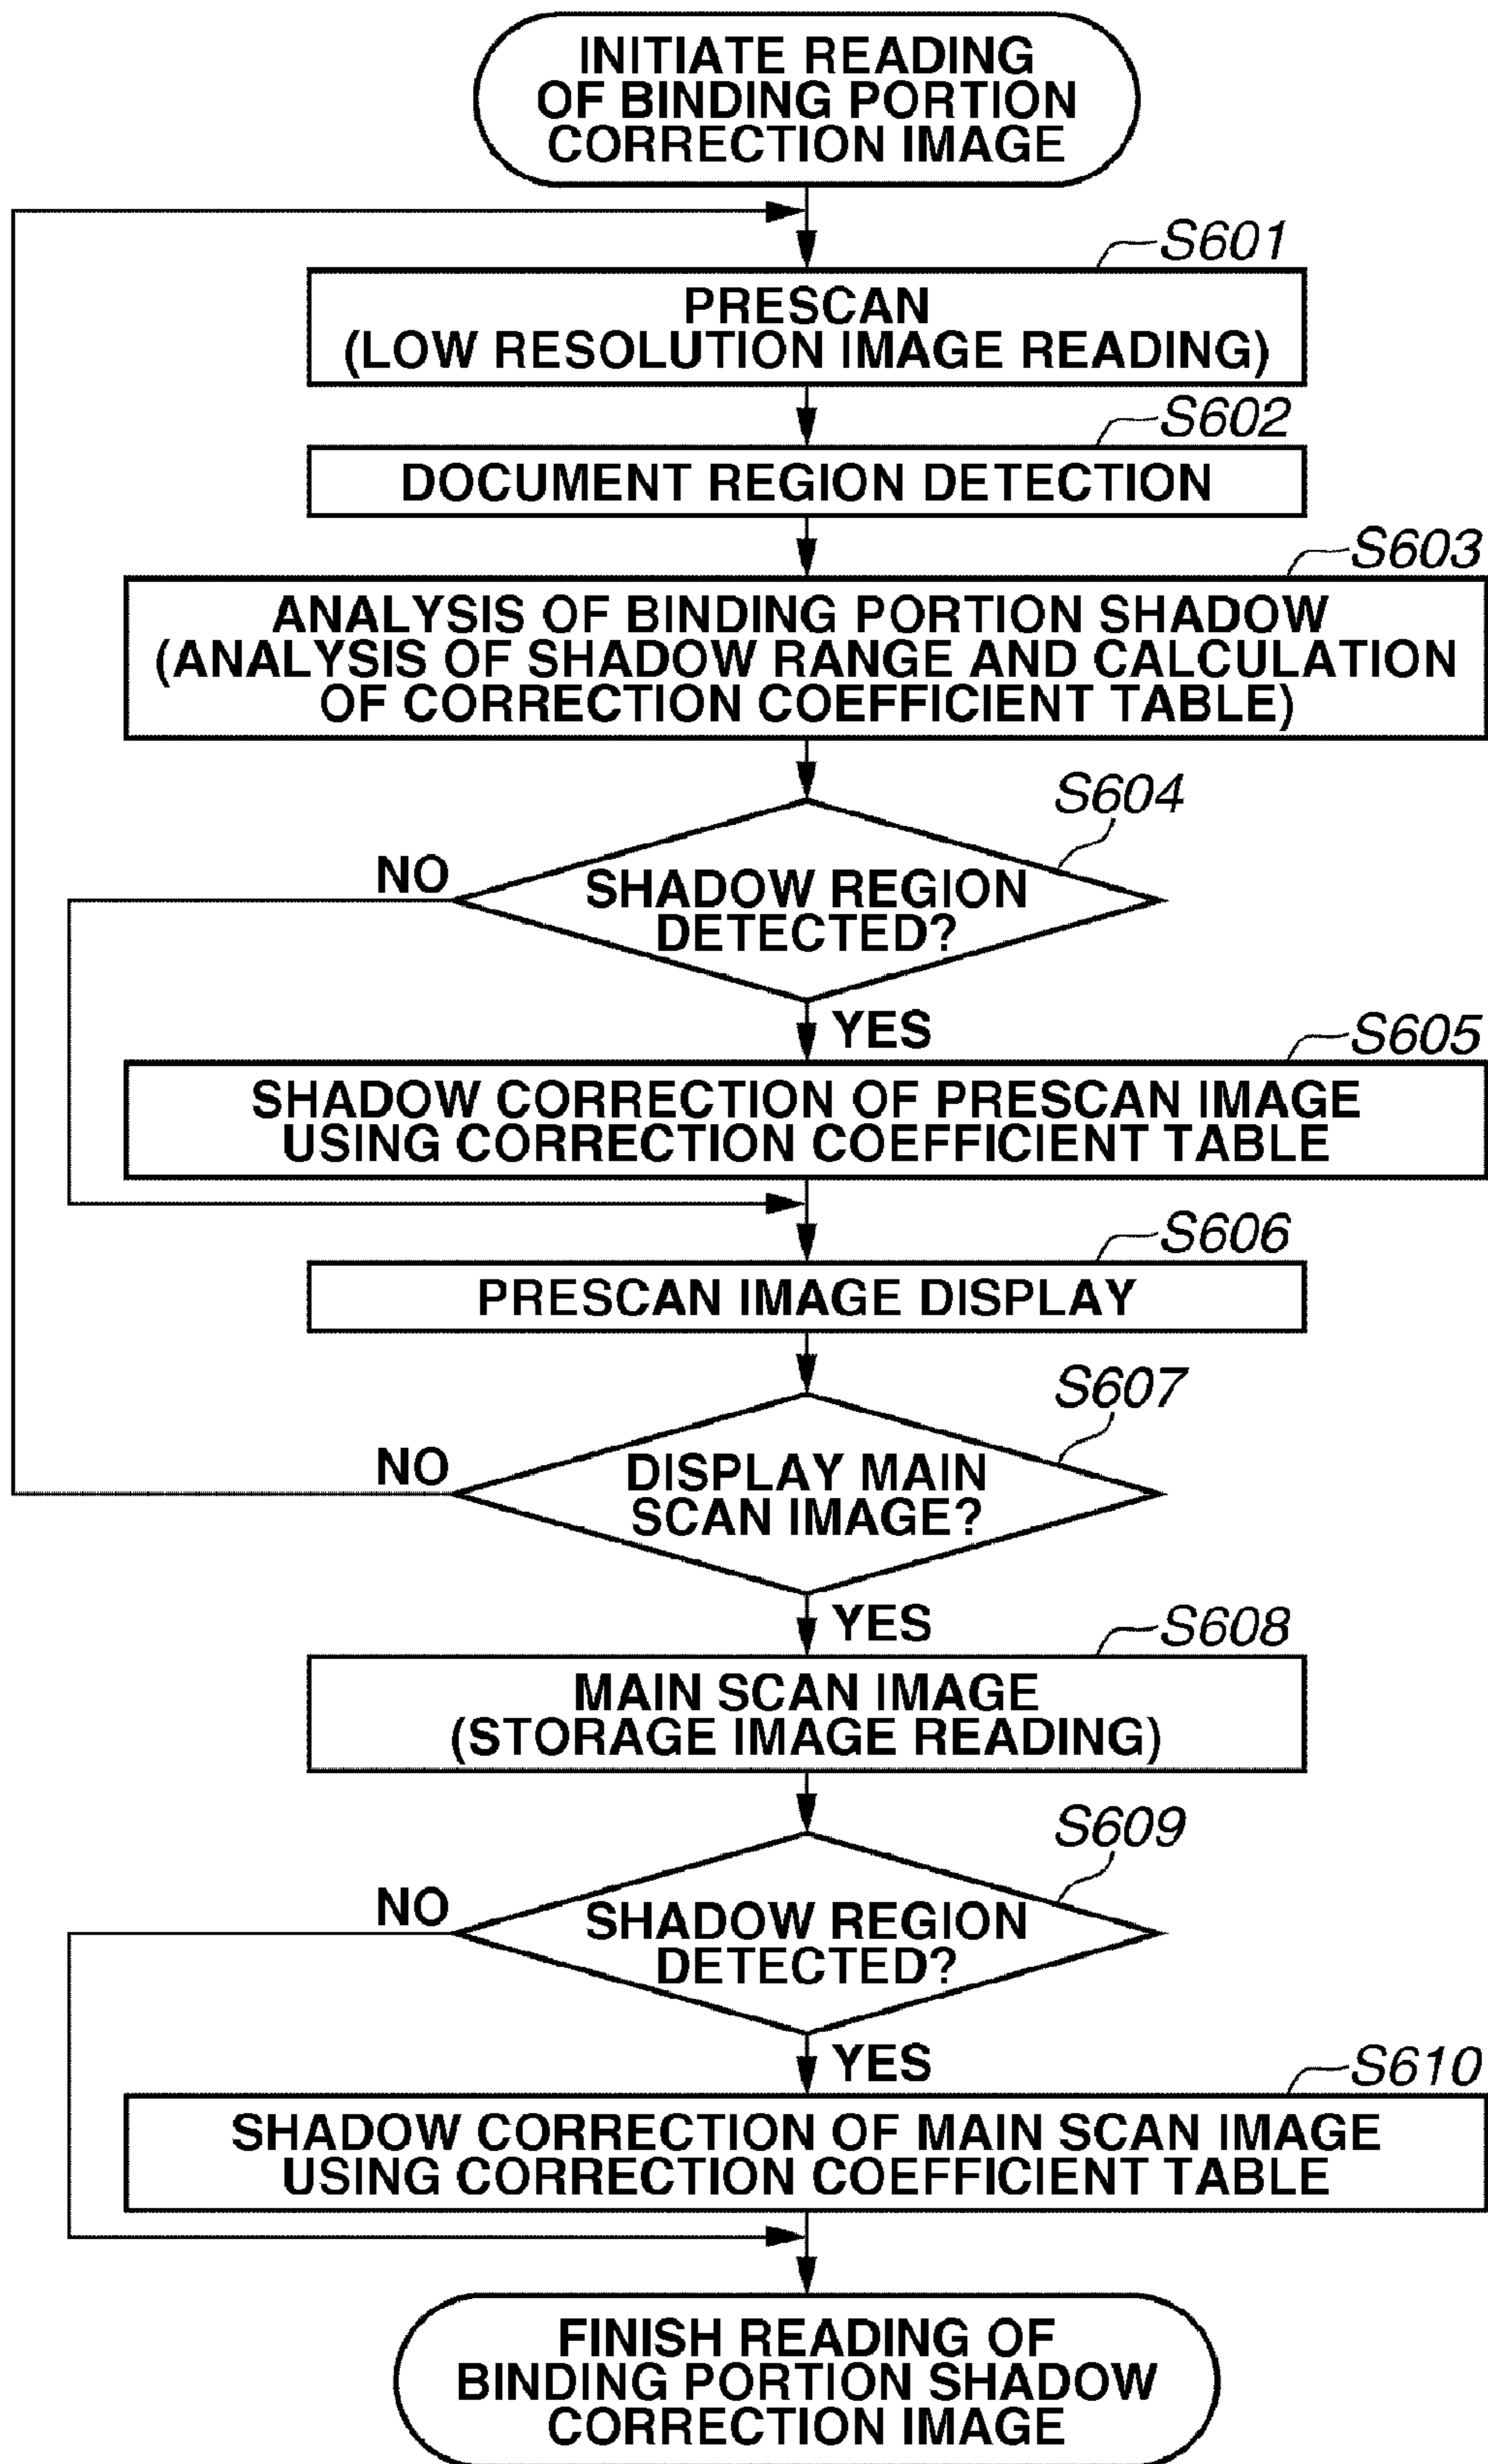 INITIATE READING
OF BINDING PORTION
CORRECTION IMAGE
S601
PRESCAN
(LOW RESOLUTION IMAGE READING)
S602
DOCUMENT REGION DETECTION
S603
ANALYSIS OF BINDING PORTION SHADOW
(ANALYSIS OF SHADOW RANGE AND CALCULATION
OF CORRECTION COEFFICIENT TABLE)
S604
NO
SHADOW REGION
DETECTED?
YES
S605
SHADOW CORRECTION OF PRESCAN IMAGE
USING CORRECTION COEFFICIENT TABLE
S606
PRESCAN IMAGE DISPLAY
S607
NO
DISPLAY MAIN
SCAN IMAGE?
YES
S608
MAIN SCAN IMAGE
(STORAGE IMAGE READING)
S609
NO
SHADOW REGION
DETECTED?
YES
S610
SHADOW CORRECTION OF MAIN SCAN IMAGE
USING CORRECTION COEFFICIENT TABLE
FINISH READING OF
BINDING PORTION SHADOW
CORRECTION IMAGE